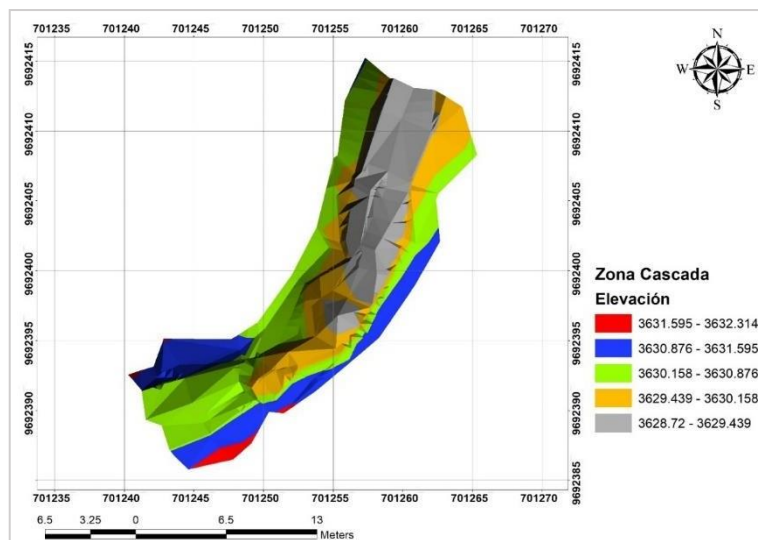 701235 701240 701245 701250 701255 701260 701265 701270
9692415 9692415
9692410 9692410
9692405 9692405
9692400 9692400
9692395 9692395
9692390 9692390
9692385 9692385
N
W E
S
Zona Cascada
Elevación
3631.595 - 3632.314
3630.876 - 3631.595
3630.158 - 3630.876
3629.439 - 3630.158
3628.72 - 3629.439
701235 701240 701245 701250 701255 701260 701265 701270
6.5 3.25 0 6.5 13
Meters